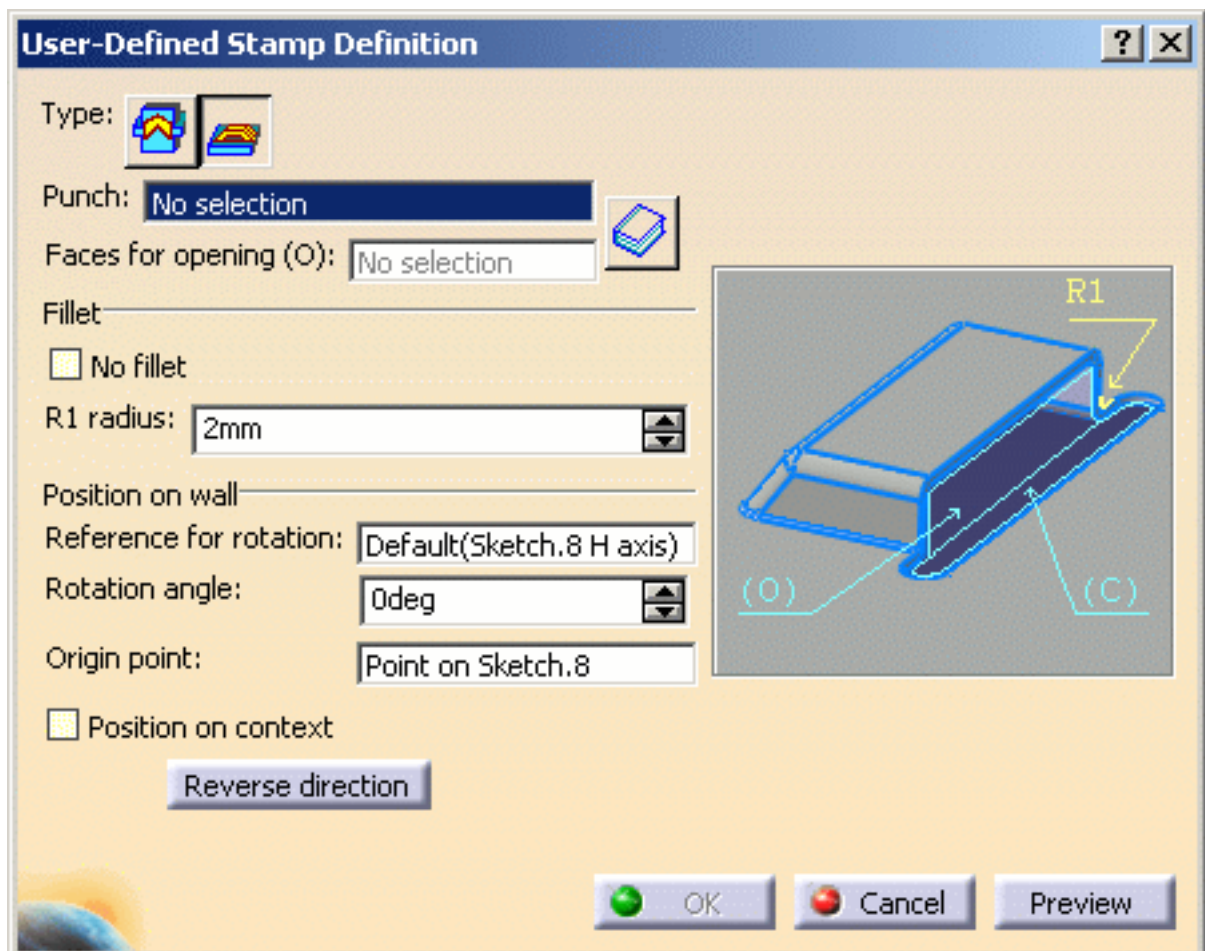 User-Defined Stamp Definition
Type:
Punch: No selection
Faces for opening (O): No selection
Fillet
No fillet
R1 radius: 2mm
Position on wall
Reference for rotation: Default(Sketch.8 H axis)
Rotation angle: 0deg
Origin point: Point on Sketch.8
Position on context
Reverse direction
R1
(O) (C)
OK Cancel Preview